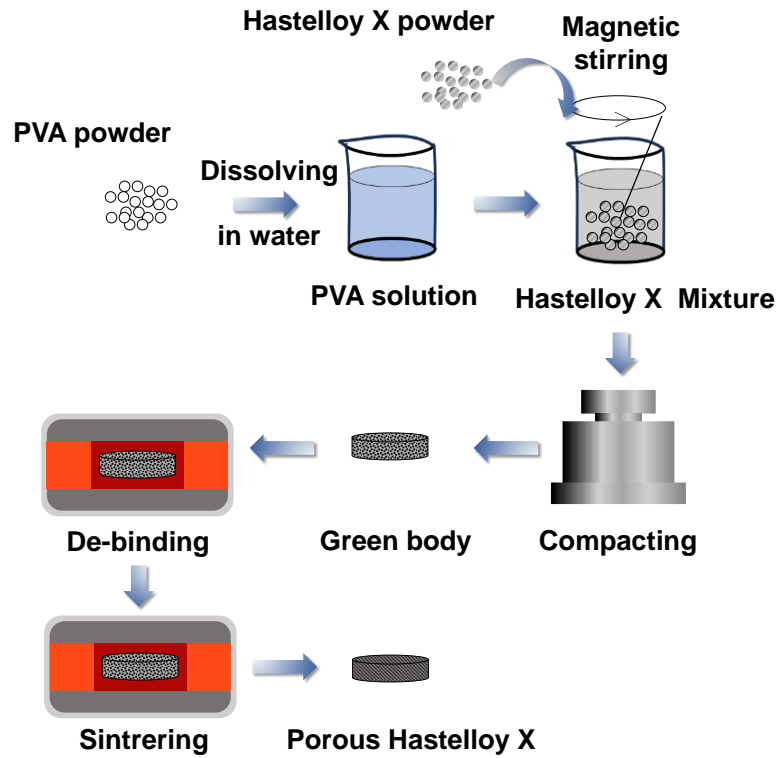 Hastelloy X powder
Magnetic
stirring
PVA powder
Dissolving
in water
PVA solution
Hastelloy X  Mixture
De-binding
Green body
Compacting
Sintrering
Porous Hastelloy X